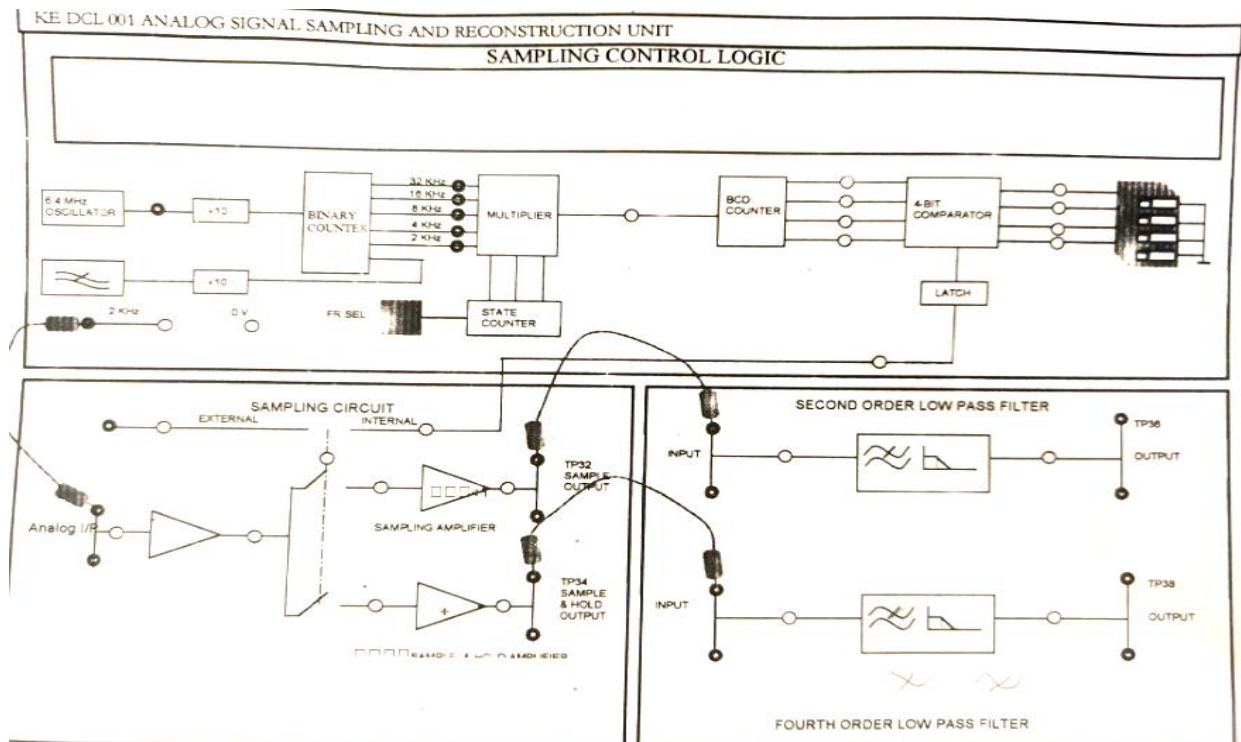 KE DCL 001 ANALOG SIGNAL SAMPLING AND RECONSTRUCTION UNIT
SAMPLING CONTROL LOGIC
6.4 MHz
OSCILLATOR
÷10
BINARY
COUNTER
32 KHz
16 KHz
8 KHz
4 KHz
2 KHz
MULTIPLIER
BCD
COUNTER
4-BIT
COMPARATOR
÷10
LATCH
2 KHz
0 V
FR SEL
STATE
COUNTER
SAMPLING CIRCUIT
EXTERNAL
INTERNAL
TP32
SAMPLE
OUTPUT
SAMPLING AMPLIFIER
Analog I/P
TP34
SAMPLE
& HOLD
OUTPUT
SAMPLE & HOLD AMPLIFIER
SECOND ORDER LOW PASS FILTER
INPUT
TP36
OUTPUT
INPUT
TP38
OUTPUT
FOURTH ORDER LOW PASS FILTER